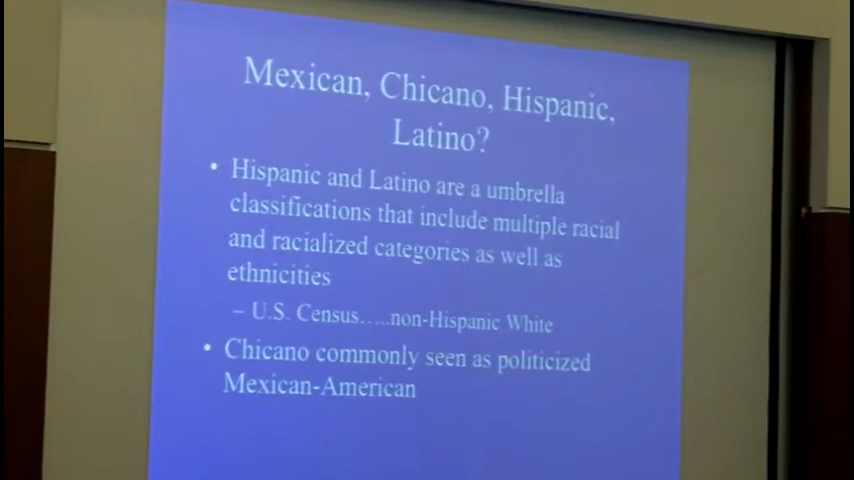 Mexican, Chicano, Hispanic,
Latino?
• Hispanic and Latino are a umbrella
classifications that include multiple racial
and racialized categories as well as
ethnicities
– U.S. Census…..non-Hispanic White
• Chicano commonly seen as politicized
Mexican-American